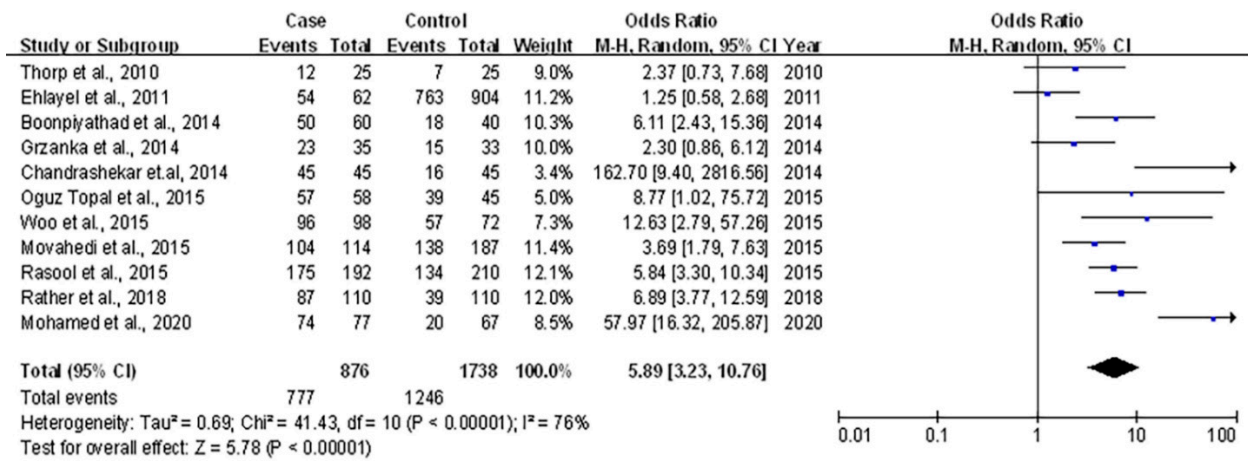 Case Control Odds Ratio Odds Ratio
Study or Subgroup Events Total Events Total Weight M-H, Random, 95% CI Year M-H, Random, 95% CI
Thorp et al., 2010 12 25 7 25 9.0% 2.37 [0.73, 7.68] 2010
Ehlayel et al., 2011 54 62 763 904 11.2% 1.25 [0.58, 2.68] 2011
Boonpiyathad et al., 2014 50 60 18 40 10.3% 6.11 [2.43, 15.36] 2014
Grzanka et al., 2014 23 35 15 33 10.0% 2.30 [0.86, 6.12] 2014
Chandrashekar et.al, 2014 45 45 16 45 3.4% 162.70 [9.40, 2816.56] 2014
Oguz Topal et al., 2015 57 58 39 45 5.0% 8.77 [1.02, 75.72] 2015
Woo et al., 2015 96 98 57 72 7.3% 12.63 [2.79, 57.26] 2015
Movahedi et al., 2015 104 114 138 187 11.4% 3.69 [1.79, 7.63] 2015
Rasool et al., 2015 175 192 134 210 12.1% 5.84 [3.30, 10.34] 2015
Rather et al., 2018 87 110 39 110 12.0% 6.89 [3.77, 12.59] 2018
Mohamed et al., 2020 74 77 20 67 8.5% 57.97 [16.32, 205.87] 2020
Total (95% CI) 876 1738 100.0% 5.89 [3.23, 10.76]
Total events 777 1246
Heterogeneity: Tau² = 0.69; Chi² = 41.43, df = 10 (P < 0.00001); I² = 76%
Test for overall effect: Z = 5.78 (P < 0.00001)
0.01 0.1 1 10 100